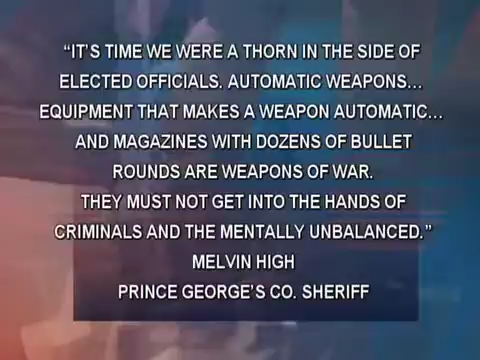 “IT’S TIME WE WERE A THORN IN THE SIDE OF
ELECTED OFFICIALS. AUTOMATIC WEAPONS...
EQUIPMENT THAT MAKES A WEAPON AUTOMATIC...
AND MAGAZINES WITH DOZENS OF BULLET
ROUNDS ARE WEAPONS OF WAR.
THEY MUST NOT GET INTO THE HANDS OF
CRIMINALS AND THE MENTALLY UNBALANCED.”
MELVIN HIGH
PRINCE GEORGE’S CO. SHERIFF